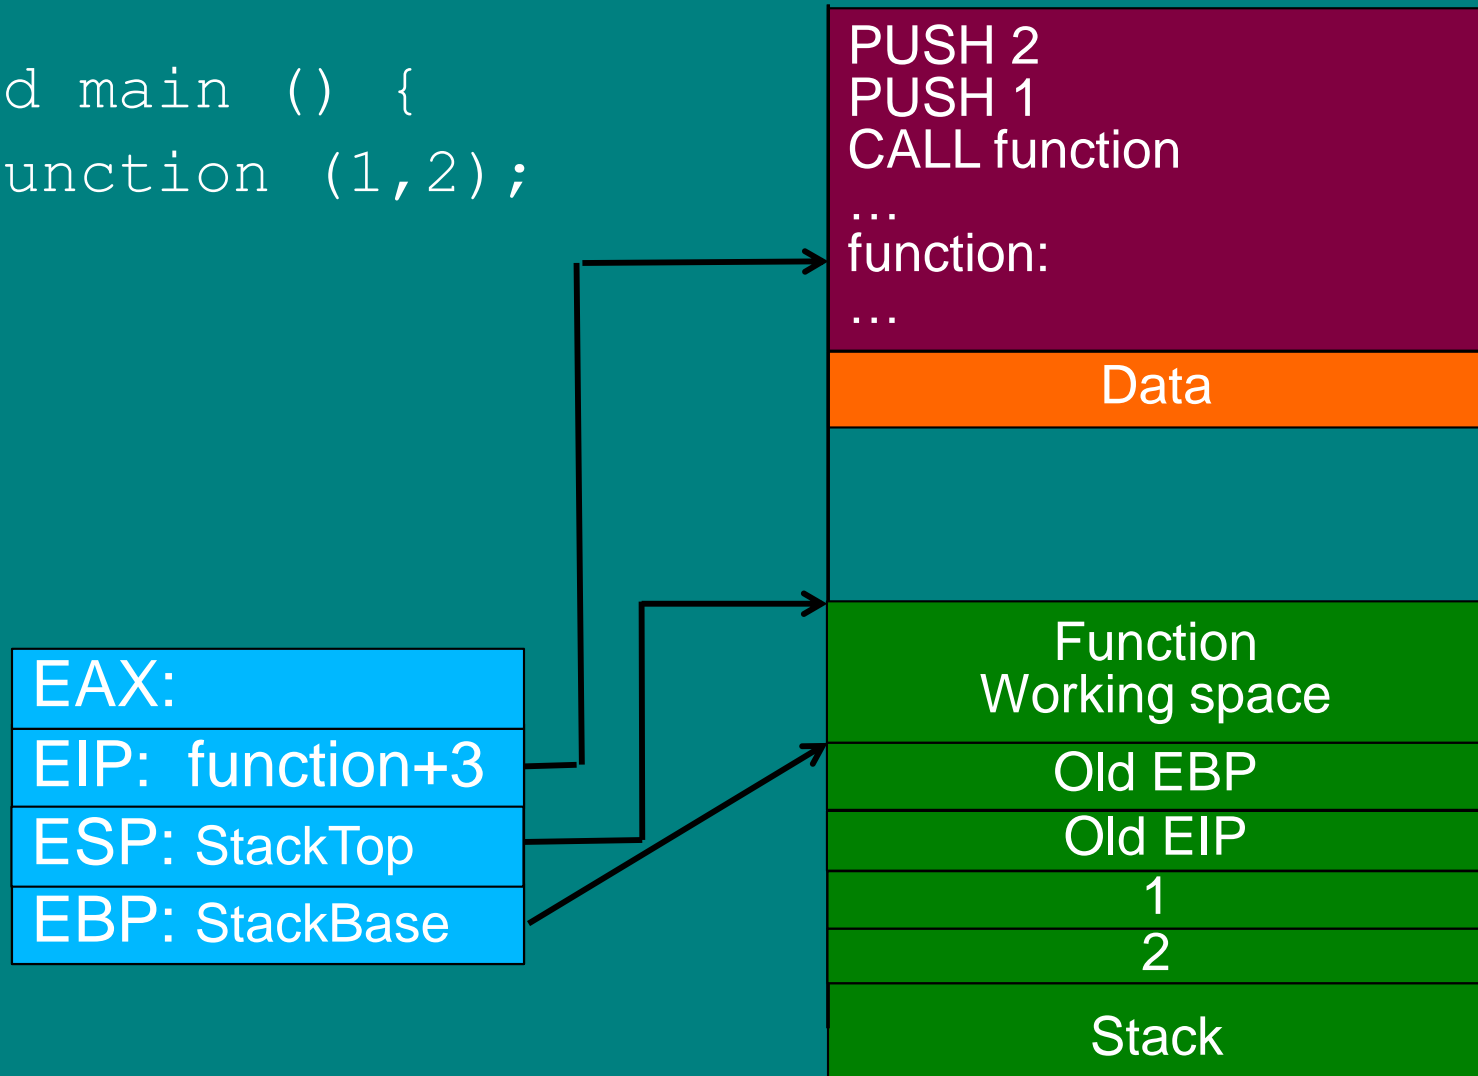 d main () {
unction (1,2);
PUSH 2
PUSH 1
CALL function
…
function:
…
Data
Function
Working space
Old EBP
Old EIP
1
2
Stack
EAX:
EIP: function+3
ESP: StackTop
EBP: StackBase